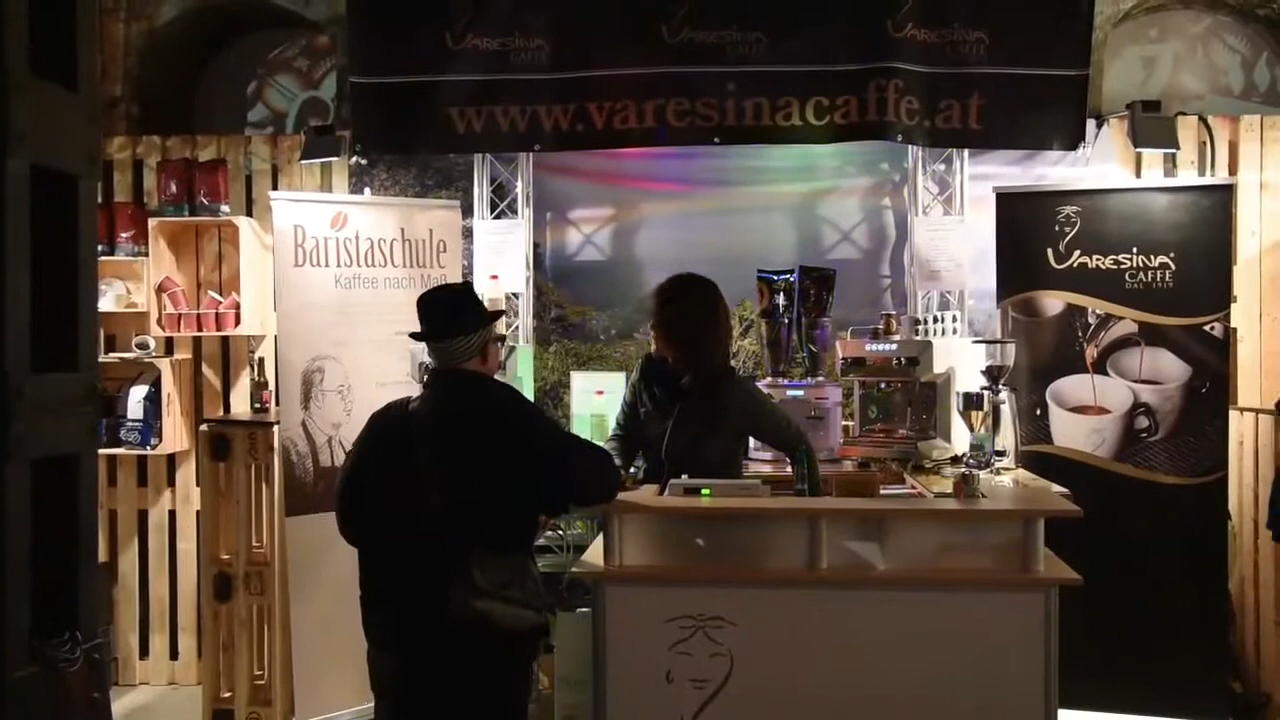 VARESINA
CAFFE
VARESINA
CAFFE
VARESINA
CAFFE
www.varesinacaffe.at
Baristaschule
Kaffee nach Maß
VARESINA
CAFFE
DAL 1919